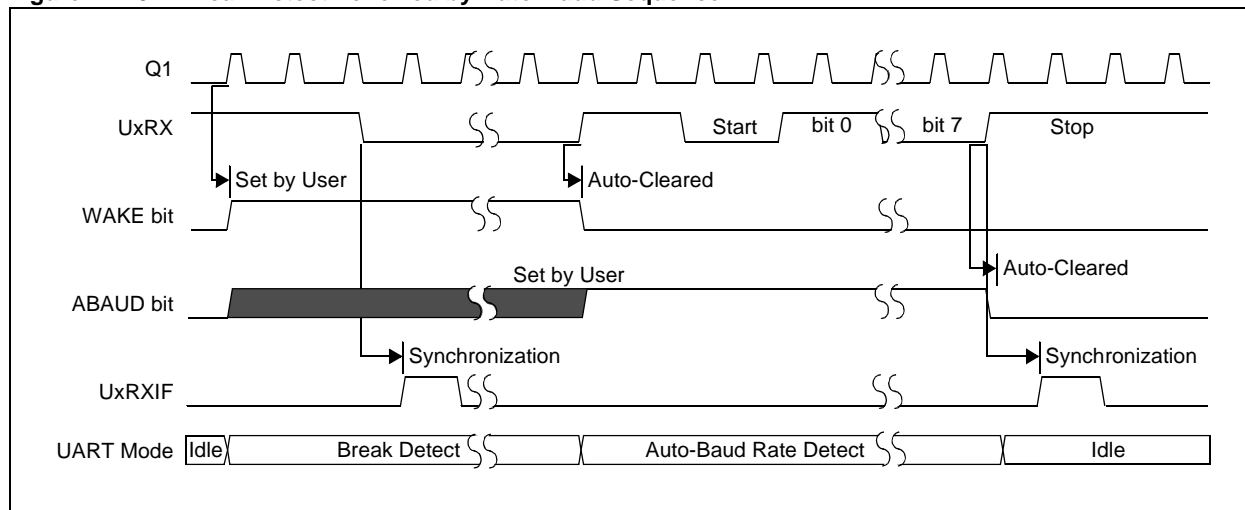 Q1
UxRX
Start
bit 0
bit 7
Stop
Set by User
Auto-Cleared
WAKE bit
Auto-Cleared
Set by User
ABAUD bit
Synchronization
Synchronization
UxRXIF
UART Mode
Idle
Break Detect
Auto-Baud Rate Detect
Idle